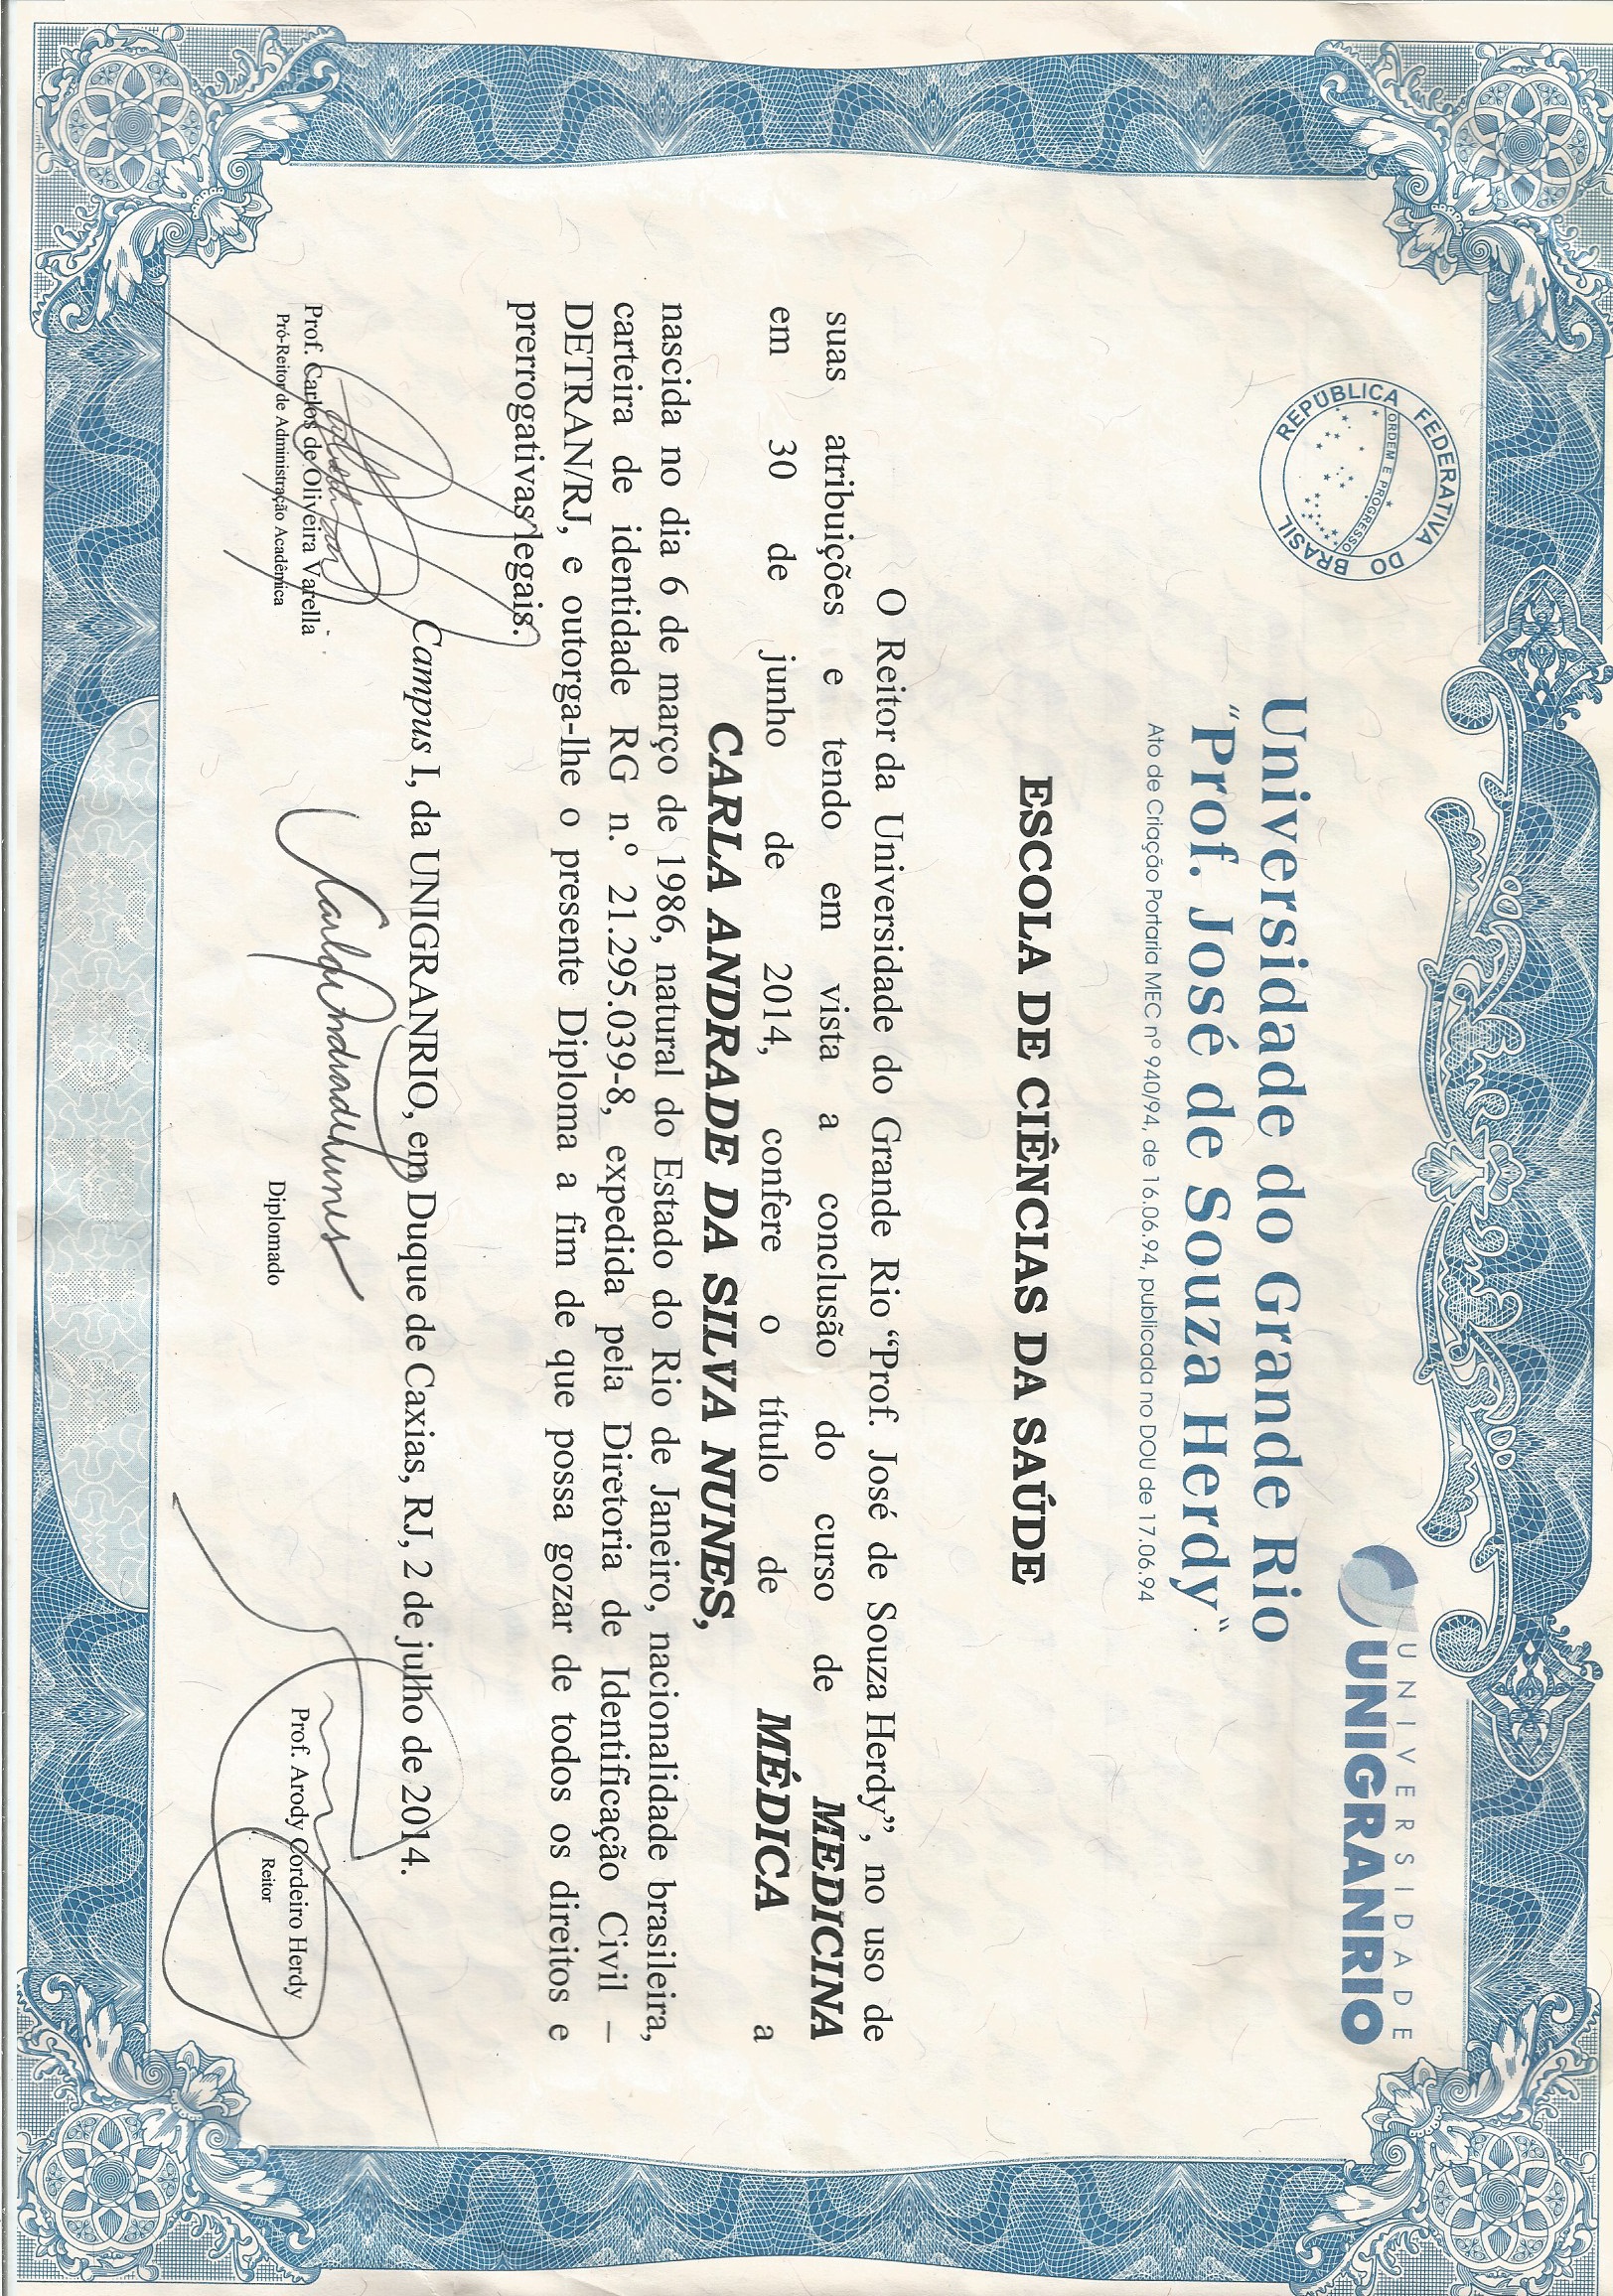 REPÚBLICA FEDERATIVA DO BRASIL
ORDEM E PROGRESSO
UNIVERSIDADE
UNIGRANRIO
Universidade do Grande Rio
“Prof. José de Souza Herdy”
Ato de Criação Portaria MEC nº 940/94, de 16.06.94, publicada no DOU de 17.06.94
ESCOLA DE CIÊNCIAS DA SAÚDE
O Reitor da Universidade do Grande Rio “Prof. José de Souza Herdy”, no uso de
suas atribuições e tendo em vista a conclusão do curso de MEDICINA
em 30 de junho de 2014, confere o título de MÉDICA a
CARLA ANDRADE DA SILVA NUNES,
nascida no dia 6 de março de 1986, natural do Estado do Rio de Janeiro, nacionalidade brasileira,
carteira de identidade RG n.º 21.295.039-8, expedida pela Diretoria de Identificação Civil –
DETRAN/RJ, e outorga-lhe o presente Diploma a fim de que possa gozar de todos os direitos e
prerrogativas legais.
Campus I, da UNIGRANRIO, em Duque de Caxias, RJ, 2 de julho de 2014.
Carla Andrade Nunes
Prof. Carlos de Oliveira Varella
Pró-Reitor de Administração Acadêmica
Diplomado
Prof. Arody Cordeiro Herdy
Reitor